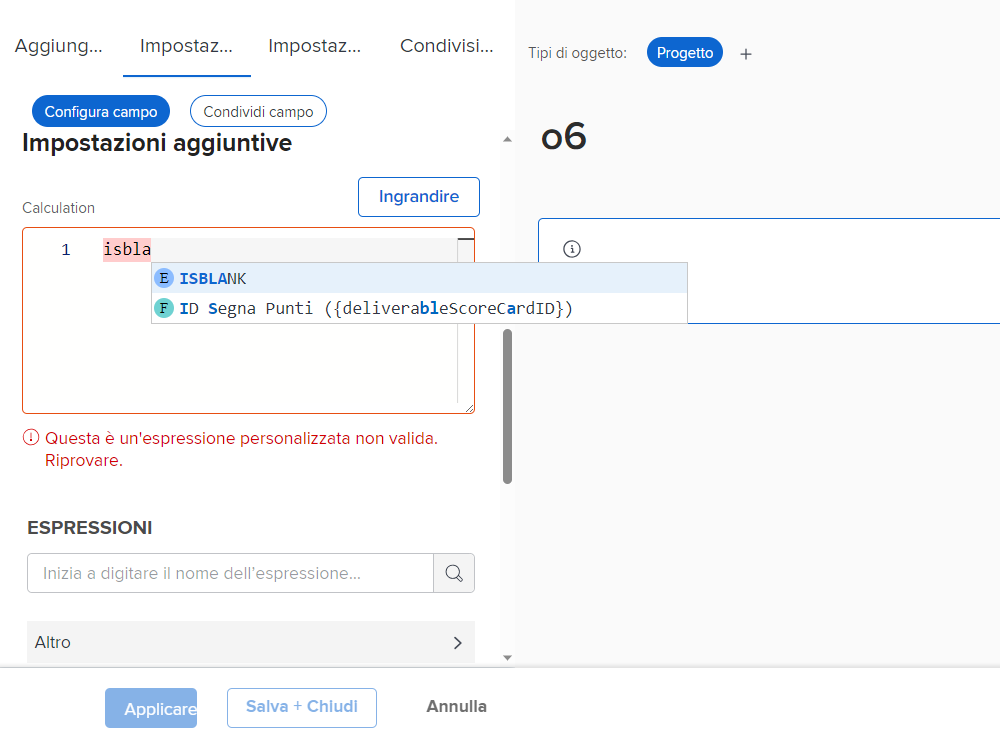 Aggiung...
Impostaz...
Impostaz...
Condivisi...
Tipi di oggetto:
Progetto
+
Configura campo
Condividi campo
Impostazioni aggiuntive
o6
Calculation
Ingrandire
1
isbla
E ISBLANK
F ID Segna Punti ({deliverableScoreCardID})
Questa è un'espressione personalizzata non valida.
Riprovare.
ESPRESSIONI
Inizia a digitare il nome dell'espressione...
Altro
Applicare
Salva + Chiudi
Annulla